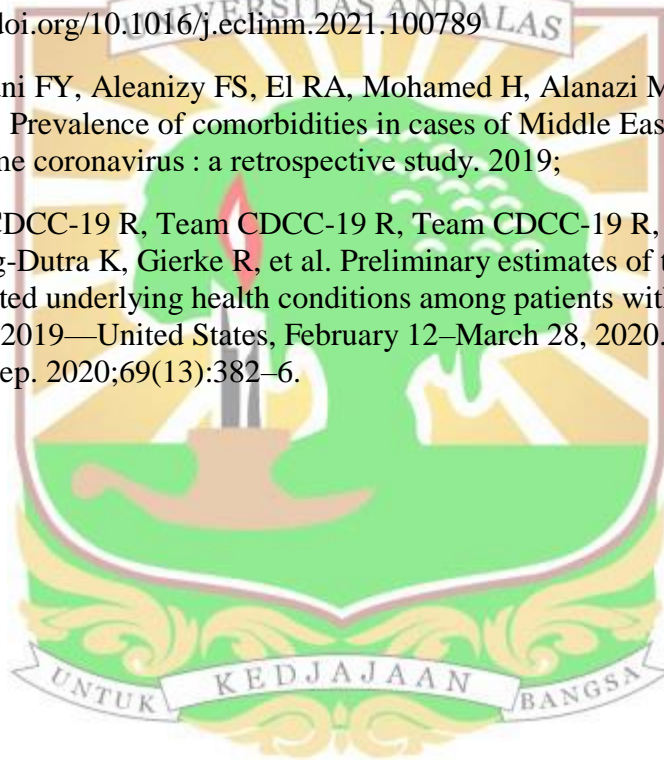 UNIVERSITAS ANDALAS
doi.org/10.1016/j.eclinm.2021.100789
ni FY, Aleanizy FS, El RA, Mohamed H, Alanazi M
. Prevalence of comorbidities in cases of Middle Eas
ne coronavirus : a retrospective study. 2019;
CDCC-19 R, Team CDCC-19 R, Team CDCC-19 R,
g-Dutra K, Gierke R, et al. Preliminary estimates of t
ted underlying health conditions among patients with
2019—United States, February 12–March 28, 2020.
ep. 2020;69(13):382–6.
UNTUK KEDJAJAAN BANGSA